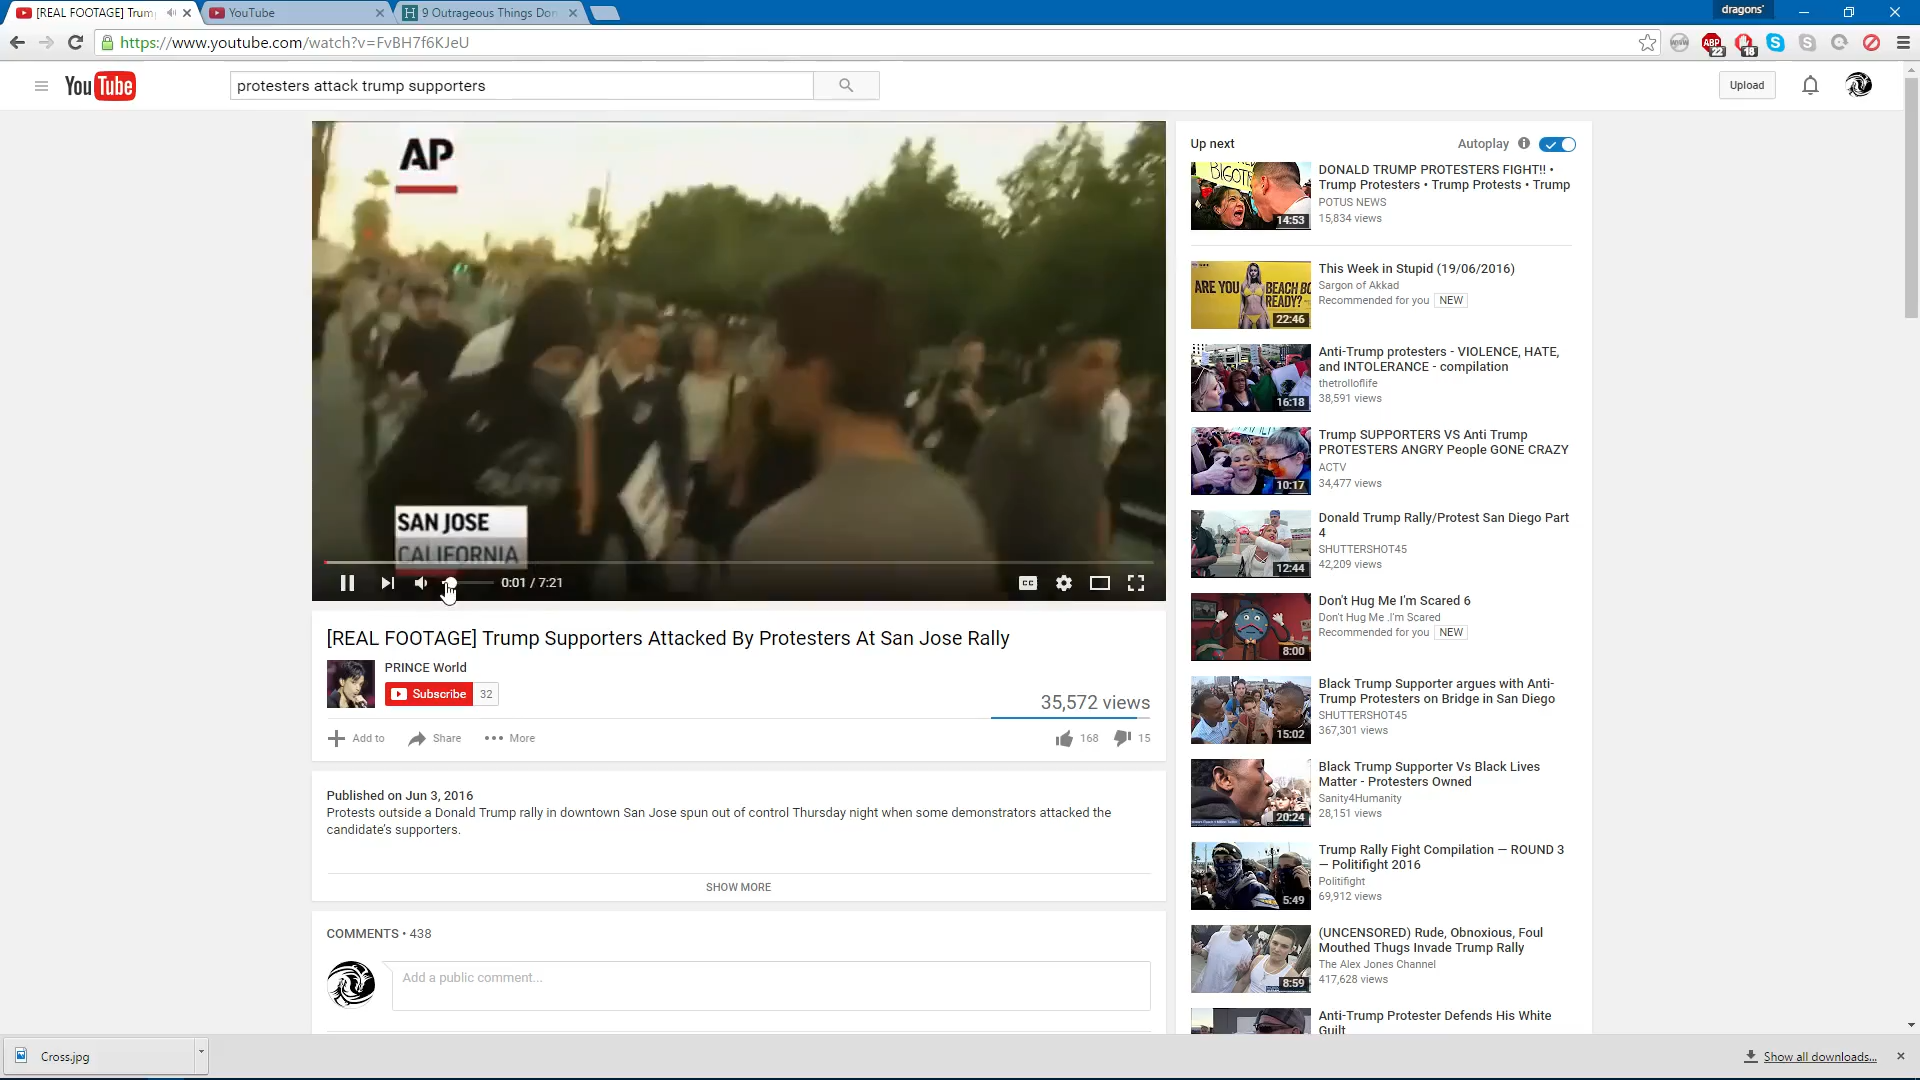 [REAL FOOTAGE] Trum
YouTube
9 Outrageous Things Don
dragons'
https://www.youtube.com/watch?v=FvBH7f6KJeU
ABP
22
18
YouTube
protesters attack trump supporters
Upload
AP
SAN JOSE
CALIFORNIA
0:01 / 7:21
CC
[REAL FOOTAGE] Trump Supporters Attacked By Protesters At San Jose Rally
PRINCE World
Subscribe 32
35,572 views
Add to Share More
168 15
Published on Jun 3, 2016
Protests outside a Donald Trump rally in downtown San Jose spun out of control Thursday night when some demonstrators attacked the
candidate's supporters.
SHOW MORE
COMMENTS • 438
Add a public comment...
Up next
Autoplay
BIGOT
14:53
DONALD TRUMP PROTESTERS FIGHT!! •
Trump Protesters • Trump Protests • Trump
POTUS NEWS
15,834 views
ARE YOU BEACH BO
READY?
22:46
This Week in Stupid (19/06/2016)
Sargon of Akkad
Recommended for you NEW
16:18
Anti-Trump protesters - VIOLENCE, HATE,
and INTOLERANCE - compilation
thetrolloflife
38,591 views
10:17
Trump SUPPORTERS VS Anti Trump
PROTESTERS ANGRY People GONE CRAZY
ACTV
34,477 views
12:44
Donald Trump Rally/Protest San Diego Part
4
SHUTTERSHOT45
42,209 views
8:00
Don't Hug Me I'm Scared 6
Don't Hug Me .I'm Scared
Recommended for you NEW
15:02
Black Trump Supporter argues with Anti-
Trump Protesters on Bridge in San Diego
SHUTTERSHOT45
367,301 views
20:24
Black Trump Supporter Vs Black Lives
Matter - Protesters Owned
Sanity4Humanity
28,151 views
5:49
Trump Rally Fight Compilation — ROUND 3
— Politifight 2016
Politifight
69,912 views
8:59
(UNCENSORED) Rude, Obnoxious, Foul
Mouthed Thugs Invade Trump Rally
The Alex Jones Channel
417,628 views
Anti-Trump Protester Defends His White
Guilt
Cross.jpg
Show all downloads...